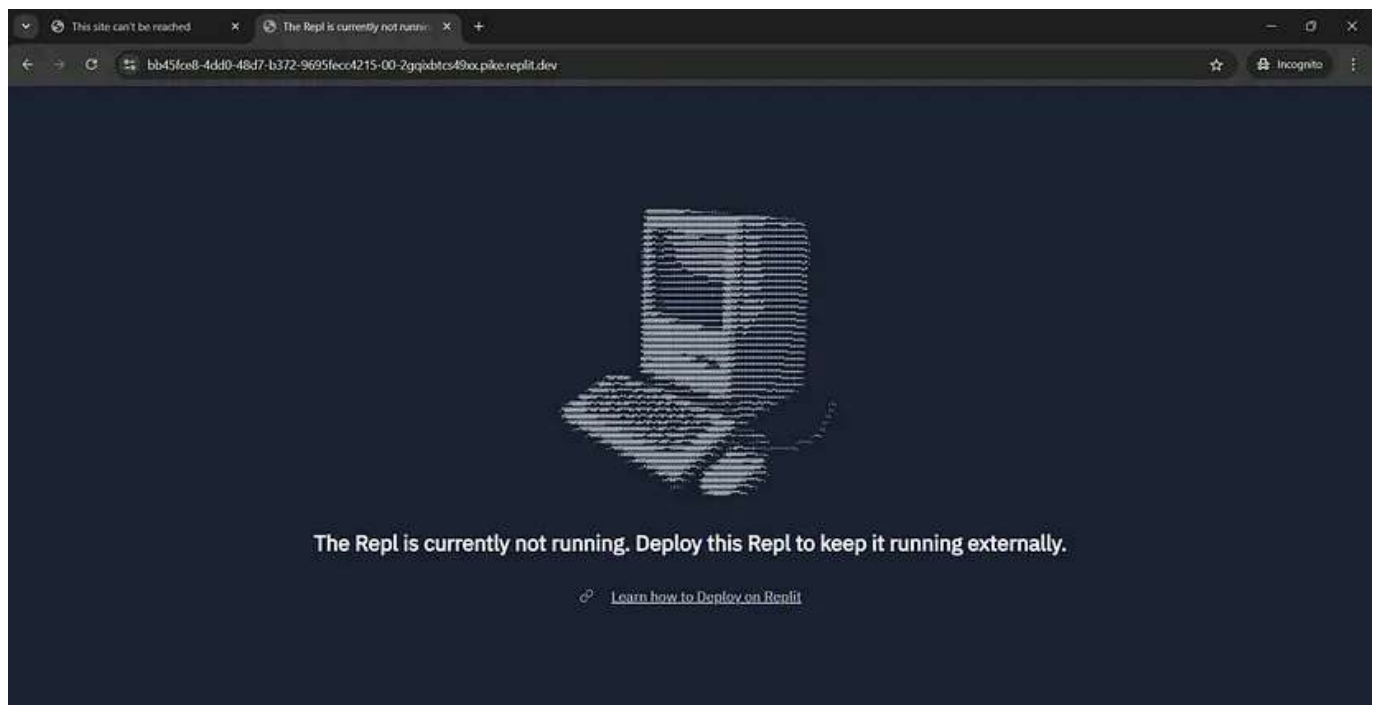 This site can't be reached
The Repl is currently not runnin
bb45fce8-4dd0-48d7-b372-9695fecc4215-00-2gqixbtcs49xx.pike.replit.dev
Incognito
The Repl is currently not running. Deploy this Repl to keep it running externally.
Learn how to Deploy on Replit